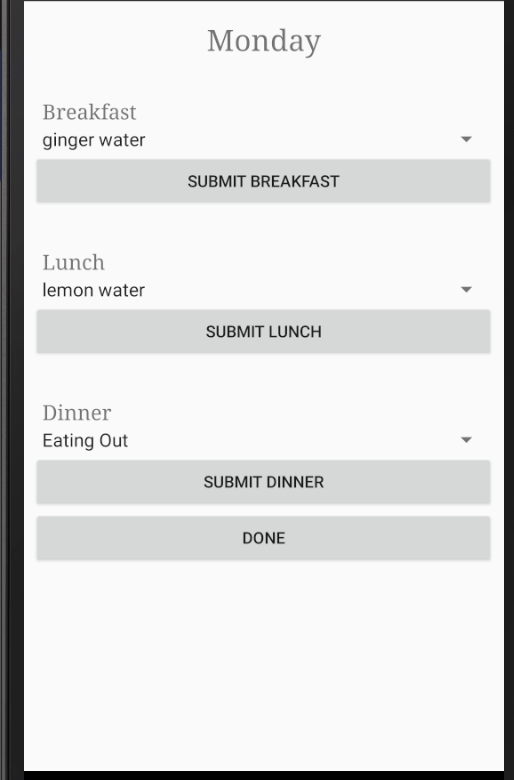 Monday
Breakfast
ginger water
SUBMIT BREAKFAST
Lunch
lemon water
SUBMIT LUNCH
Dinner
Eating Out
SUBMIT DINNER
DONE